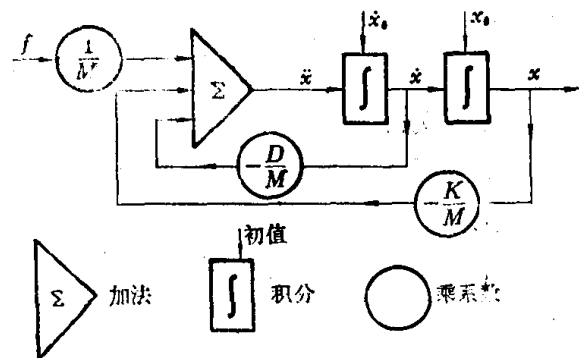 ẋ₀ x₀
f 1/M Σ ẍ ∫ ẋ ∫ x
-D/M
-K/M
初值
Σ 加法 ∫ 积分 乘系数